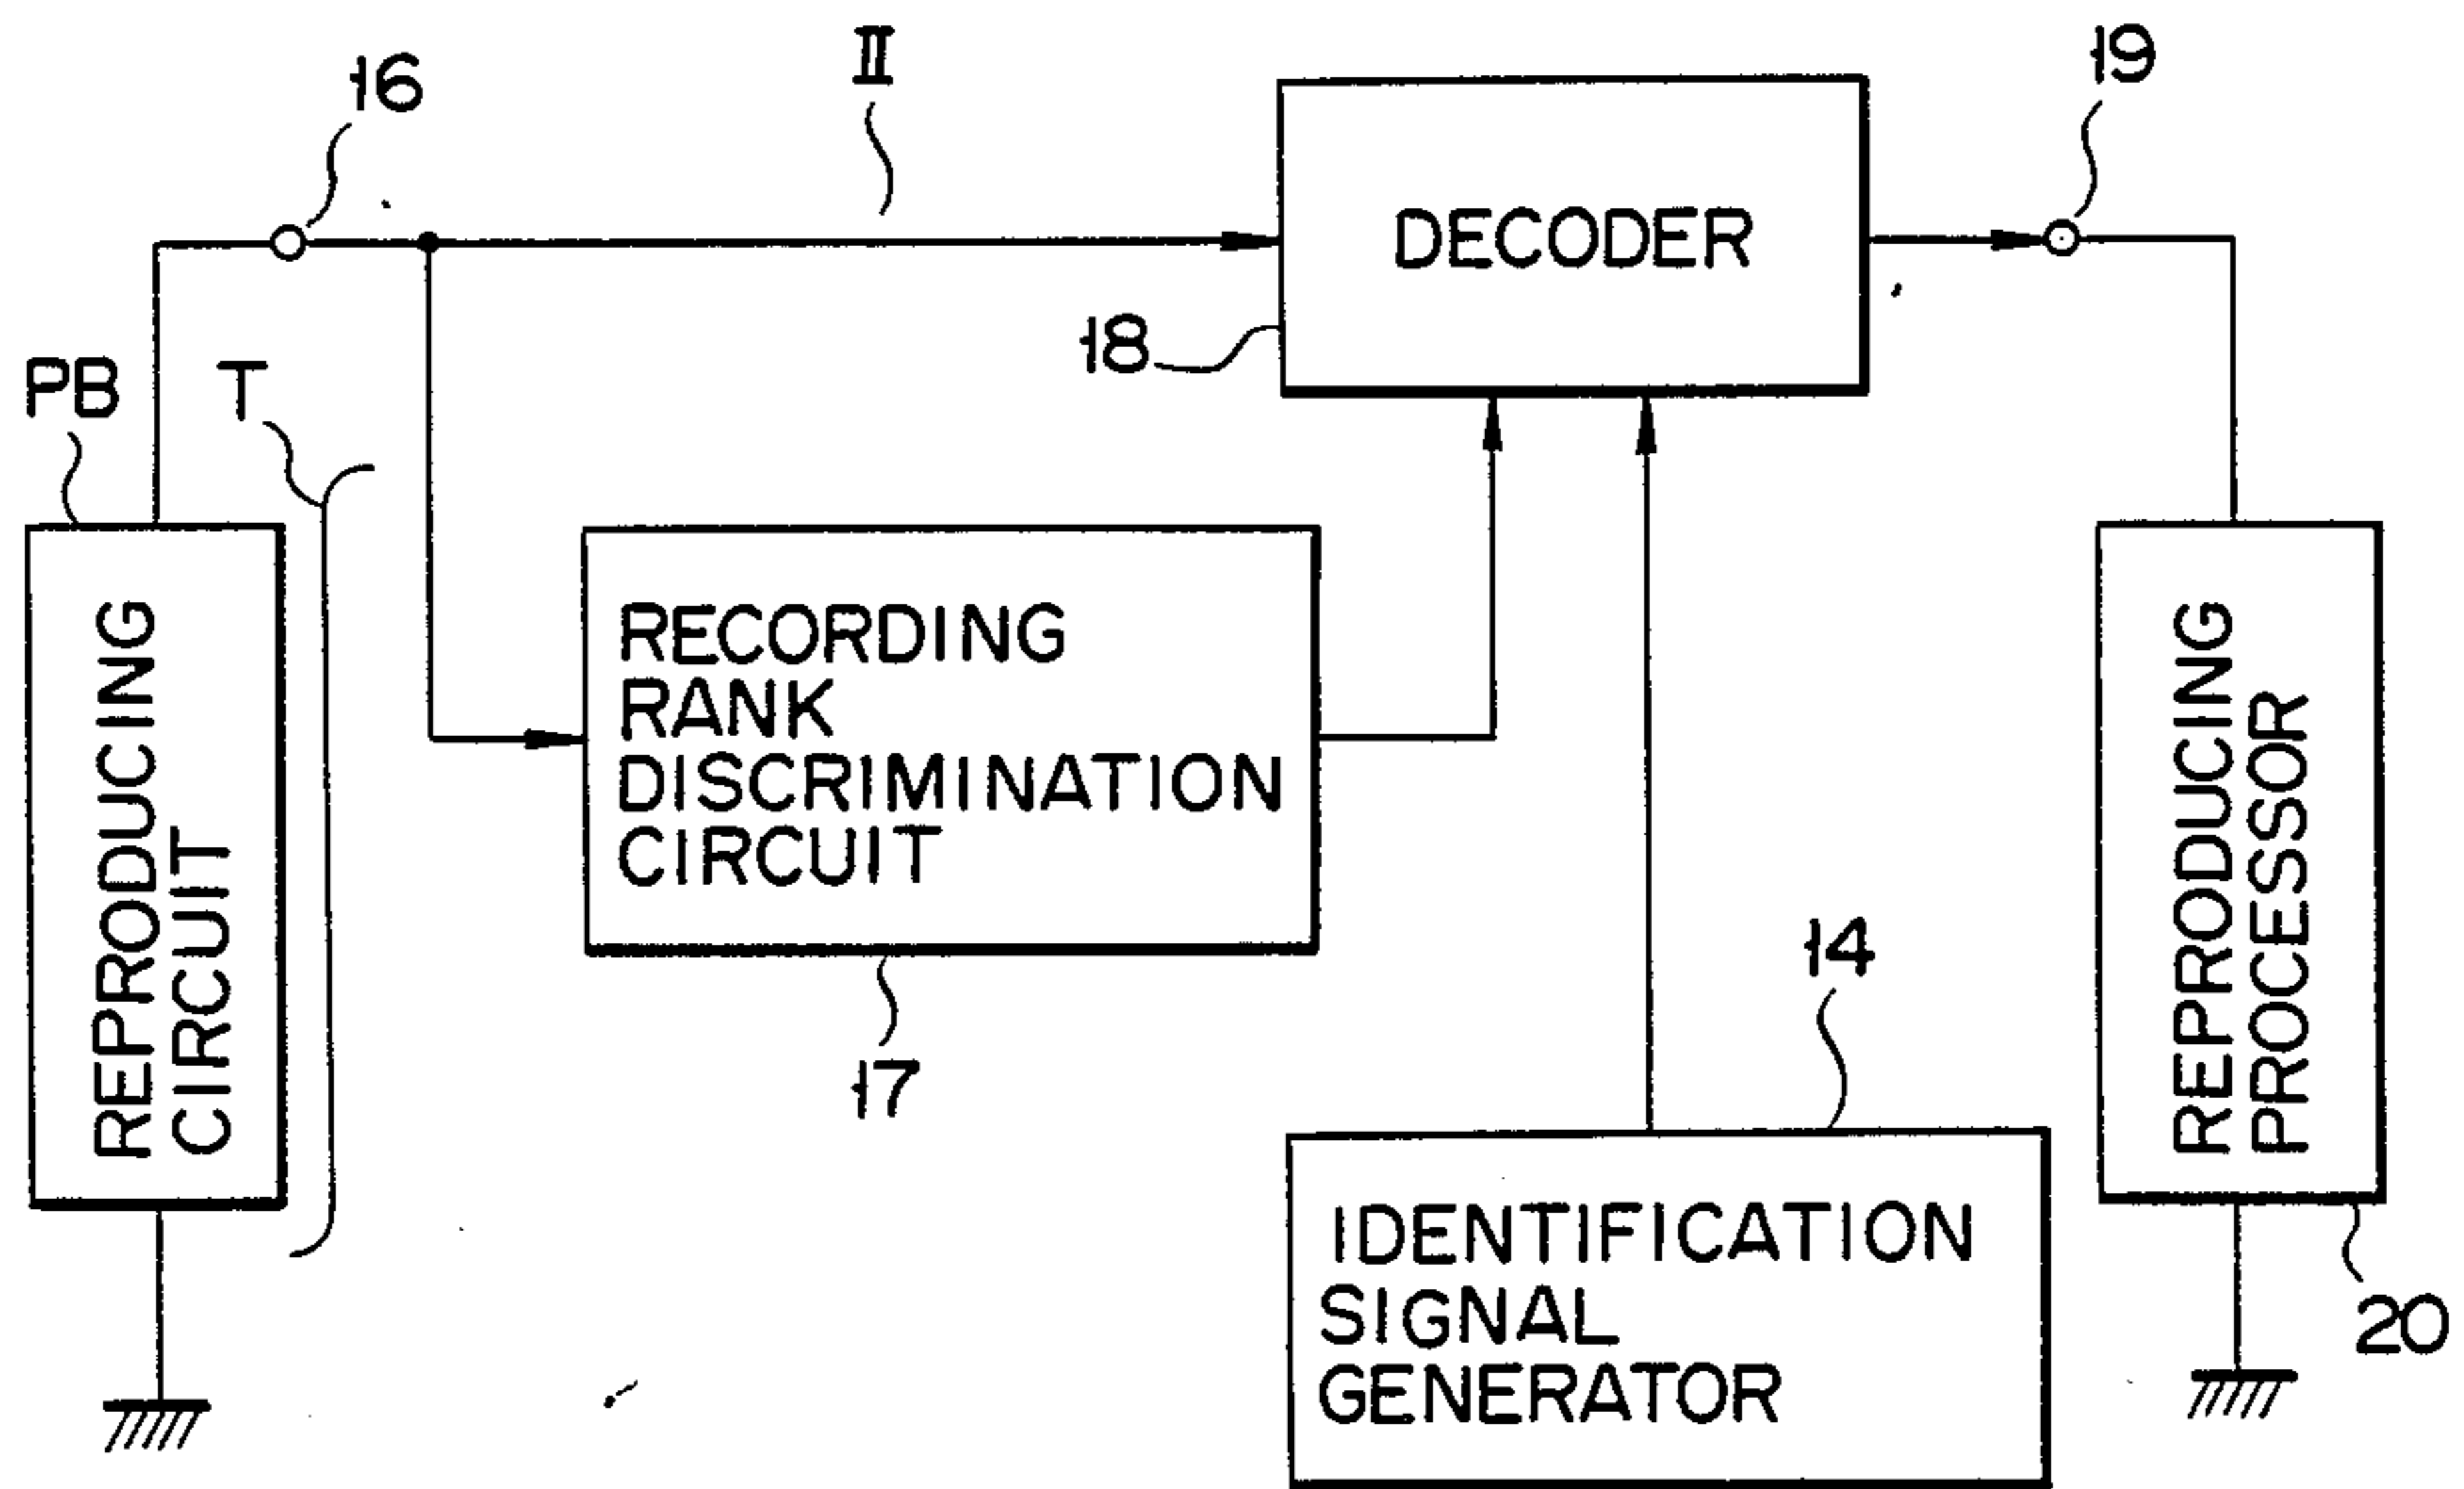 16
II
19
DECODER
18
PB
T
REPRODUCING
CIRCUIT
RECORDING
RANK
DISCRIMINATION
CIRCUIT
17
14
IDENTIFICATION
SIGNAL
GENERATOR
REPRODUCING
PROCESSOR
20